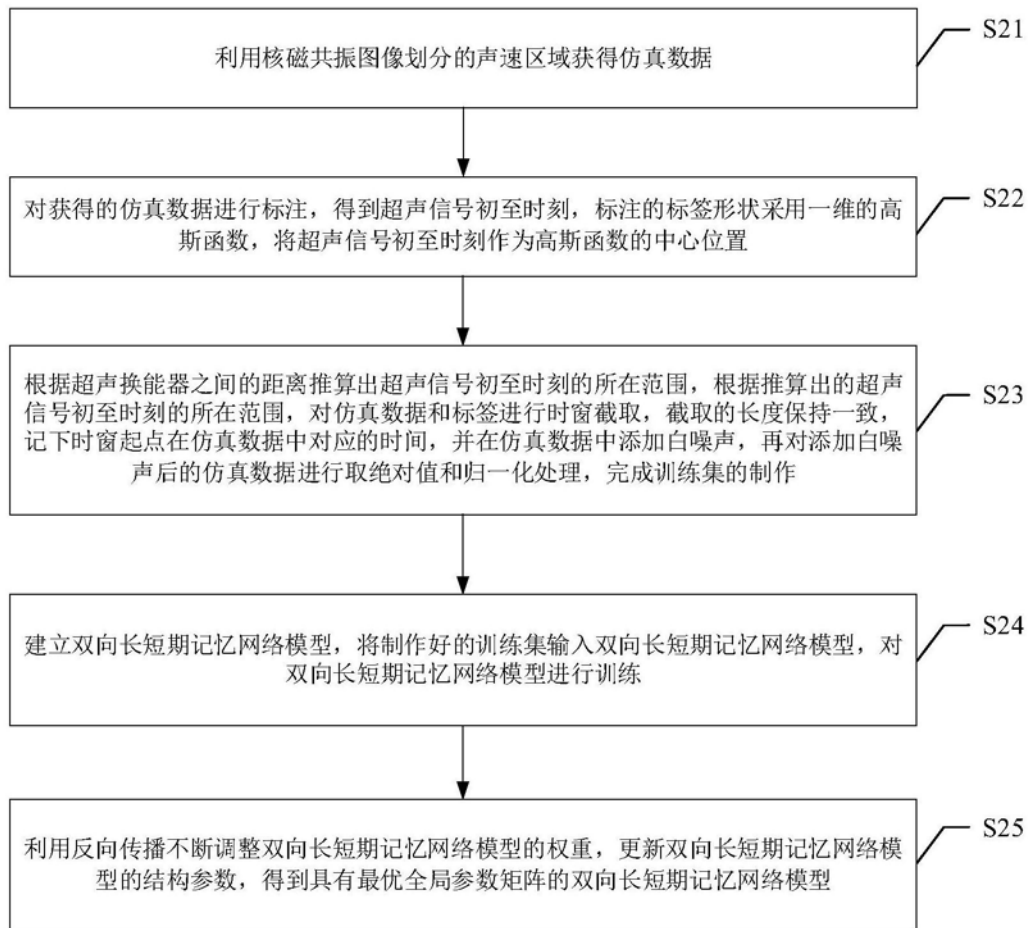 利用核磁共振图像划分的声速区域获得仿真数据
S21
对获得的仿真数据进行标注，得到超声信号初至时刻，标注的标签形状采用一维的高
斯函数，将超声信号初至时刻作为高斯函数的中心位置
S22
根据超声换能器之间的距离推算出超声信号初至时刻的所在范围，根据推算出的超声
信号初至时刻的所在范围，对仿真数据和标签进行时窗截取，截取的长度保持一致，
记下时窗起点在仿真数据中对应的时间，并在仿真数据中添加白噪声，再对添加白噪
声后的仿真数据进行取绝对值和归一化处理，完成训练集的制作
S23
建立双向长短期记忆网络模型，将制作好的训练集输入双向长短期记忆网络模型，对
双向长短期记忆网络模型进行训练
S24
利用反向传播不断调整双向长短期记忆网络模型的权重，更新双向长短期记忆网络模
型的结构参数，得到具有最优全局参数矩阵的双向长短期记忆网络模型
S25